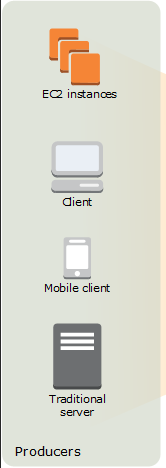 EC2 instances
Client
Mobile client
Traditional
server
Producers